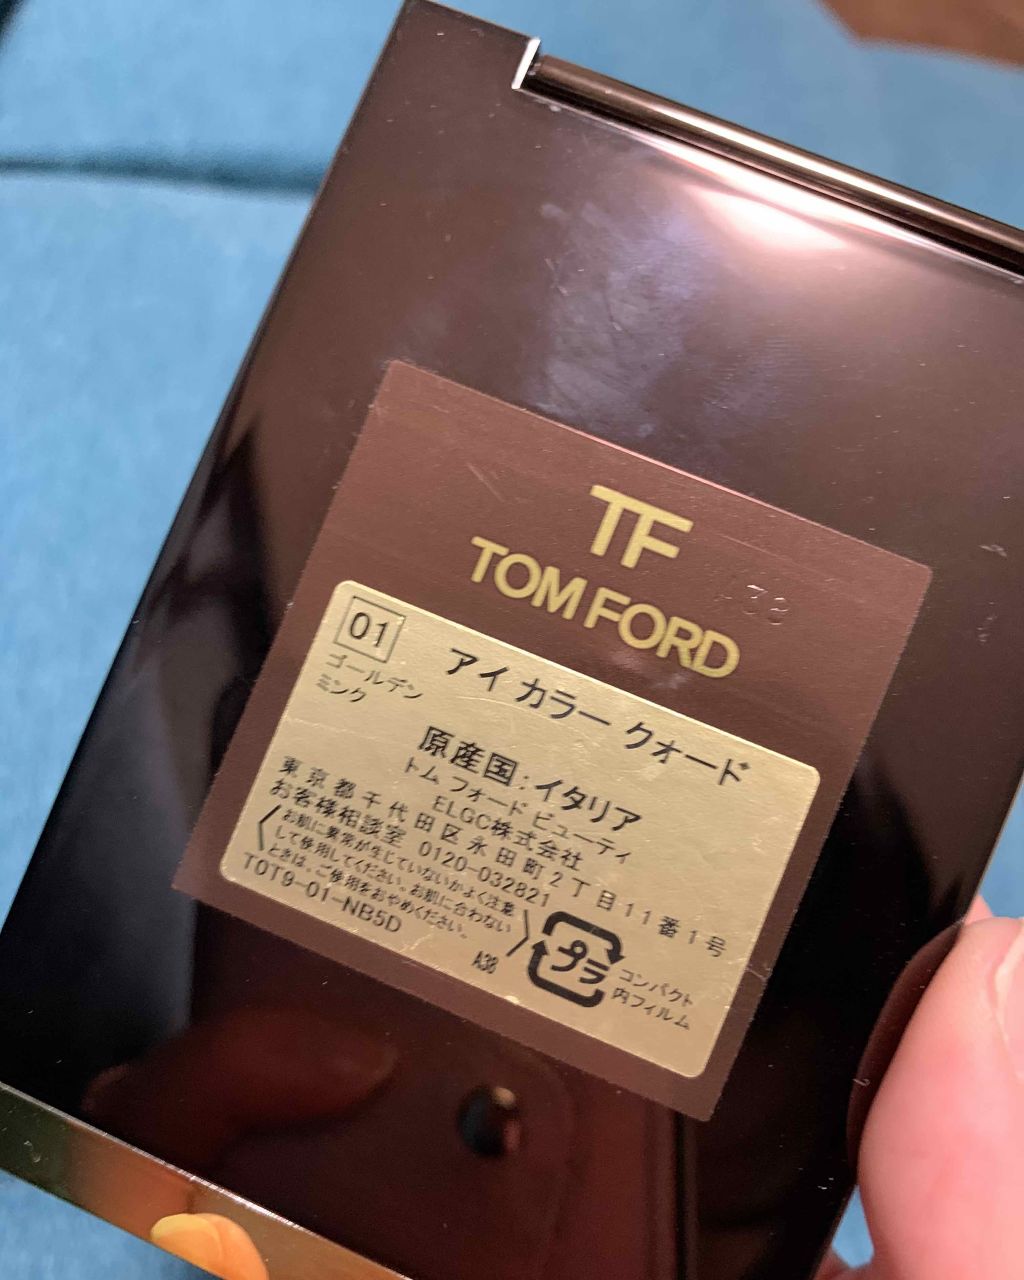 TF
TOM FORD
38
01
アイ カラー クォード
ゴールデン
ミンク
原産国:イタリア
トム フォード ビューティ
ELGC株式会社
東京都千代田区永田町2丁目11番1号
お客様相談室 0120-032821
お肌に異常が生じていないかよく注意
して使用してください。お肌に合わない
ときは、ご使用をおやめください。
T0T9-01-NB5D
A38
プラ
コンパクト
内フィルム